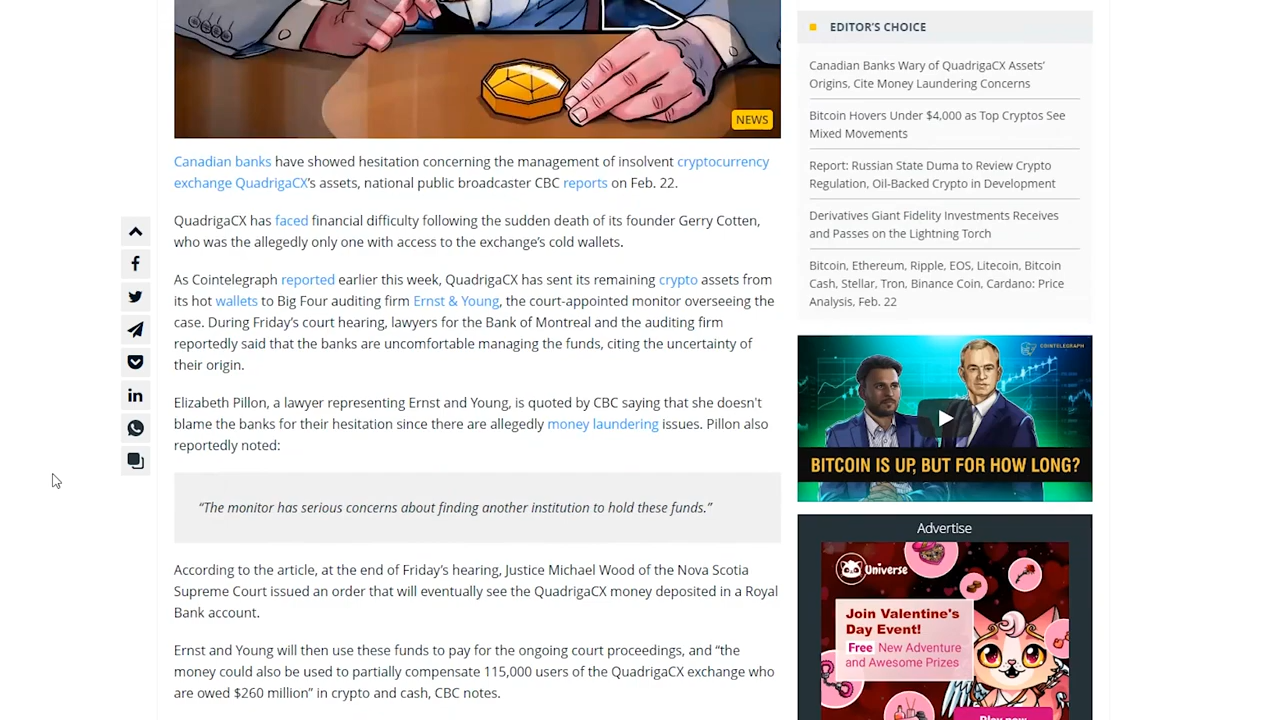 NEWS
Canadian banks have showed hesitation concerning the management of insolvent cryptocurrency
exchange QuadrigaCX's assets, national public broadcaster CBC reports on Feb. 22.
QuadrigaCX has faced financial difficulty following the sudden death of its founder Gerry Cotten,
who was the allegedly only one with access to the exchange's cold wallets.
As Cointelegraph reported earlier this week, QuadrigaCX has sent its remaining crypto assets from
its hot wallets to Big Four auditing firm Ernst & Young, the court-appointed monitor overseeing the
case. During Friday's court hearing, lawyers for the Bank of Montreal and the auditing firm
reportedly said that the banks are uncomfortable managing the funds, citing the uncertainty of
their origin.
Elizabeth Pillon, a lawyer representing Ernst and Young, is quoted by CBC saying that she doesn't
blame the banks for their hesitation since there are allegedly money laundering issues. Pillon also
reportedly noted:
“The monitor has serious concerns about finding another institution to hold these funds.”
According to the article, at the end of Friday's hearing, Justice Michael Wood of the Nova Scotia
Supreme Court issued an order that will eventually see the QuadrigaCX money deposited in a Royal
Bank account.
Ernst and Young will then use these funds to pay for the ongoing court proceedings, and “the
money could also be used to partially compensate 115,000 users of the QuadrigaCX exchange who
are owed $260 million” in crypto and cash, CBC notes.
EDITOR'S CHOICE
Canadian Banks Wary of QuadrigaCX Assets'
Origins, Cite Money Laundering Concerns
Bitcoin Hovers Under $4,000 as Top Cryptos See
Mixed Movements
Report: Russian State Duma to Review Crypto
Regulation, Oil-Backed Crypto in Development
Derivatives Giant Fidelity Investments Receives
and Passes on the Lightning Torch
Bitcoin, Ethereum, Ripple, EOS, Litecoin, Bitcoin
Cash, Stellar, Tron, Binance Coin, Cardano: Price
Analysis, Feb. 22
COINTELEGRAPH
BITCOIN IS UP, BUT FOR HOW LONG?
Advertise
Universe
Join Valentine's
Day Event!
Free New Adventure
and Awesome Prizes
Play now